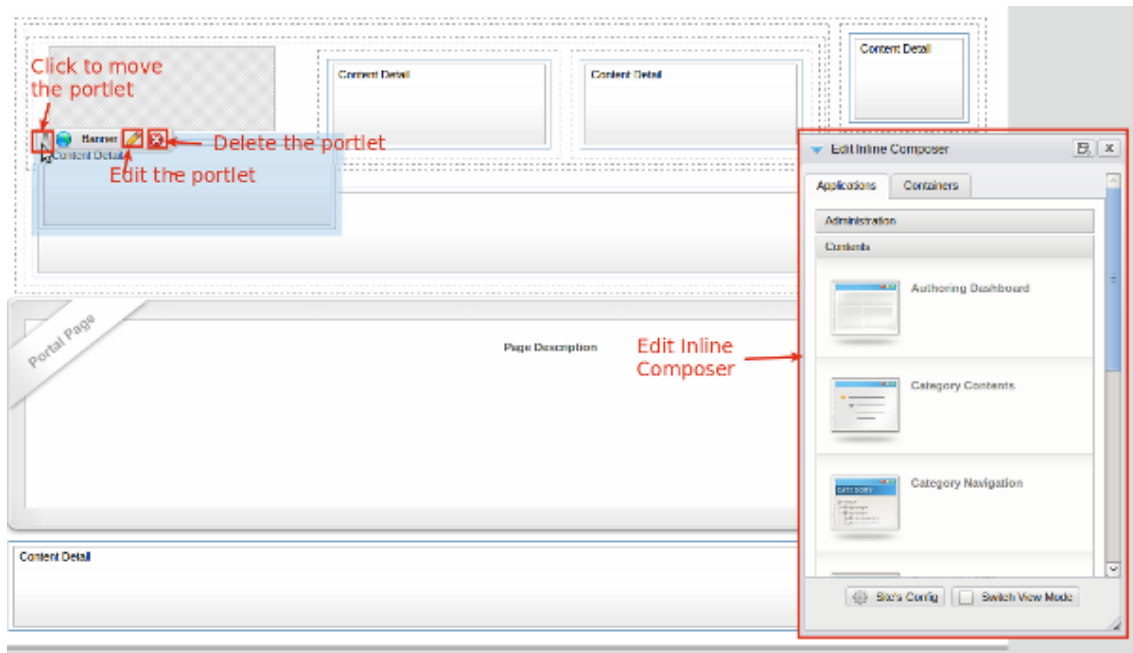 Content Detail
Click to move
the portlet
Content Detail
Content Detail
Banner
Delete the portlet
Content Detail
Edit the portlet
Edit Inline Composer
Applications
Containers
Administration
Contents
Authoring Dashboard
Portal Page
Page Description
Edit Inline
Composer
Category Contents
Category Navigation
CATEGORY
Content Detail
Site's Config
Switch View Mode